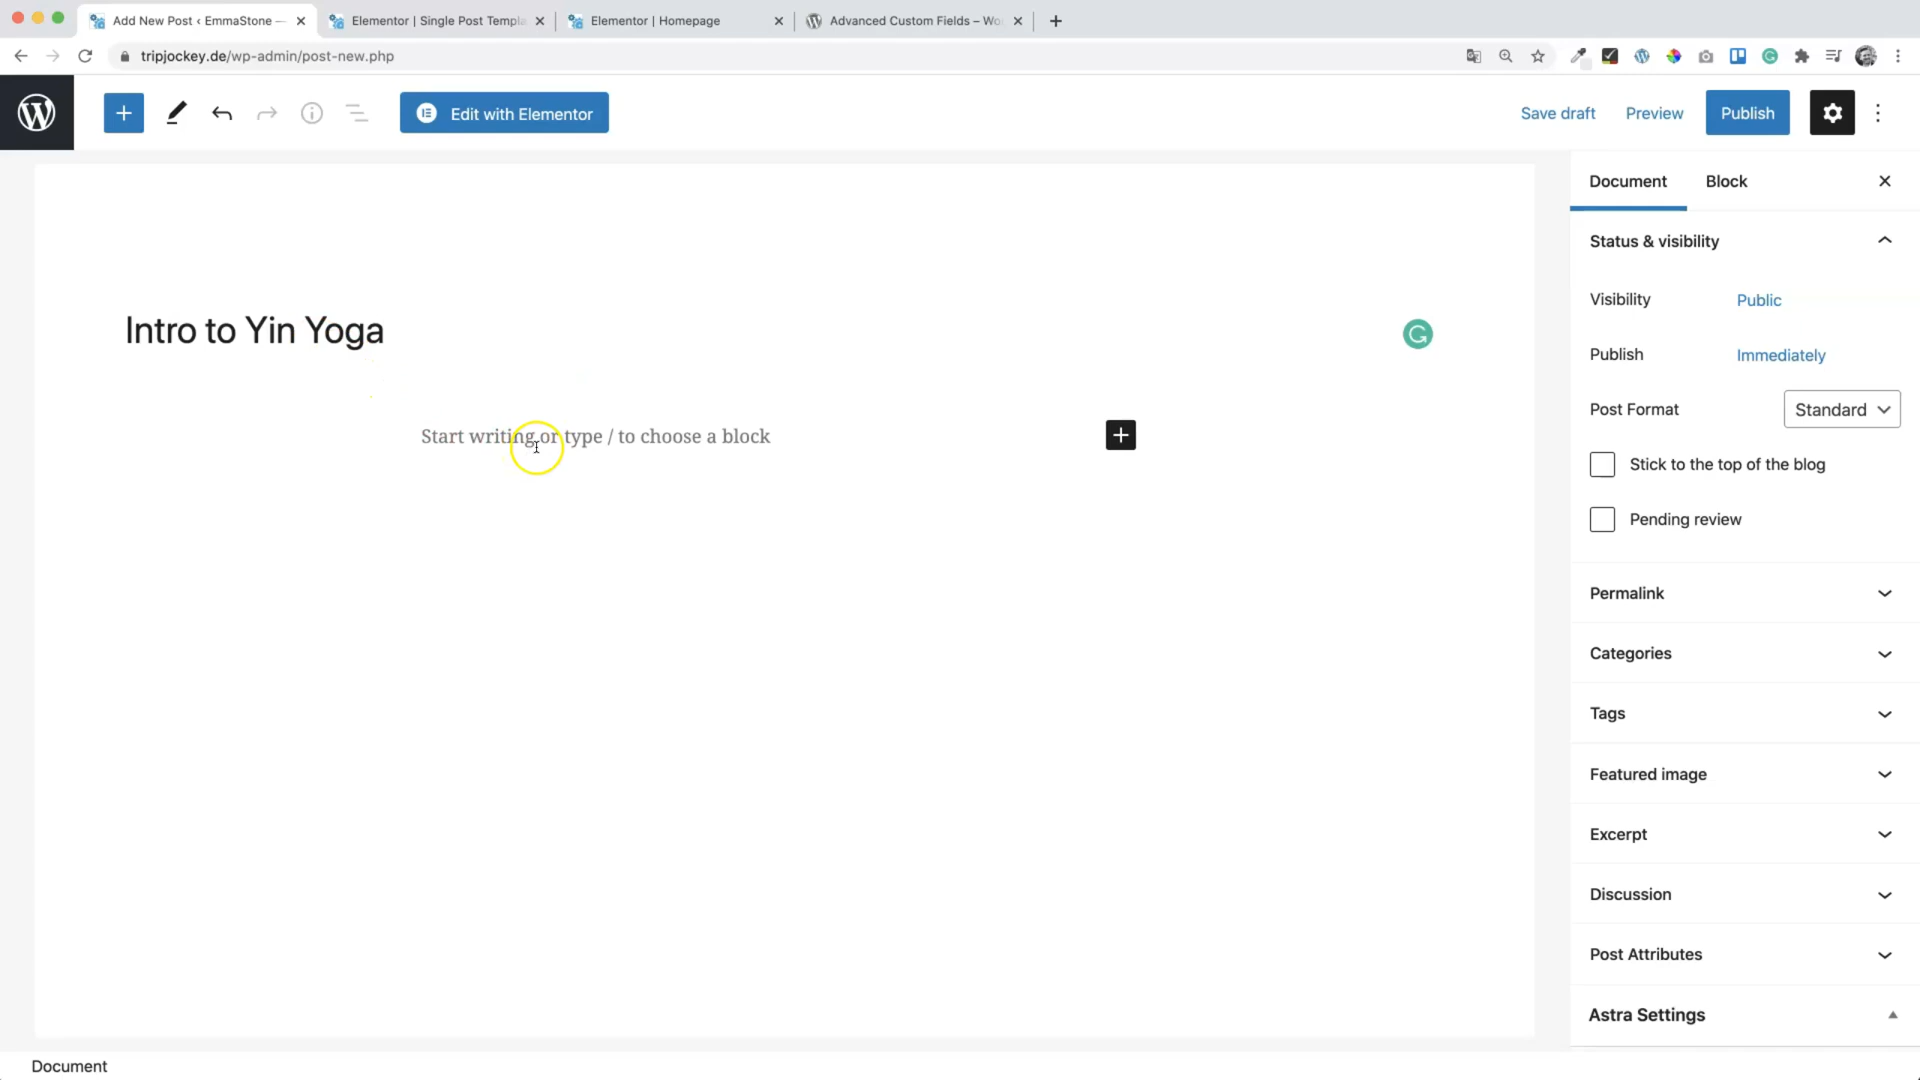 Add New Post ‹ EmmaStone —
Elementor | Single Post Templa
Elementor | Homepage
Advanced Custom Fields – Wo
tripjockey.de/wp-admin/post-new.php
Edit with Elementor
Save draft
Preview
Publish
Document
Block
Status & visibility
Intro to Yin Yoga
Visibility
Public
Publish
Immediately
Post Format
Standard
Start writing or type / to choose a block
Stick to the top of the blog
Pending review
Permalink
Categories
Tags
Featured image
Excerpt
Discussion
Post Attributes
Astra Settings
Document